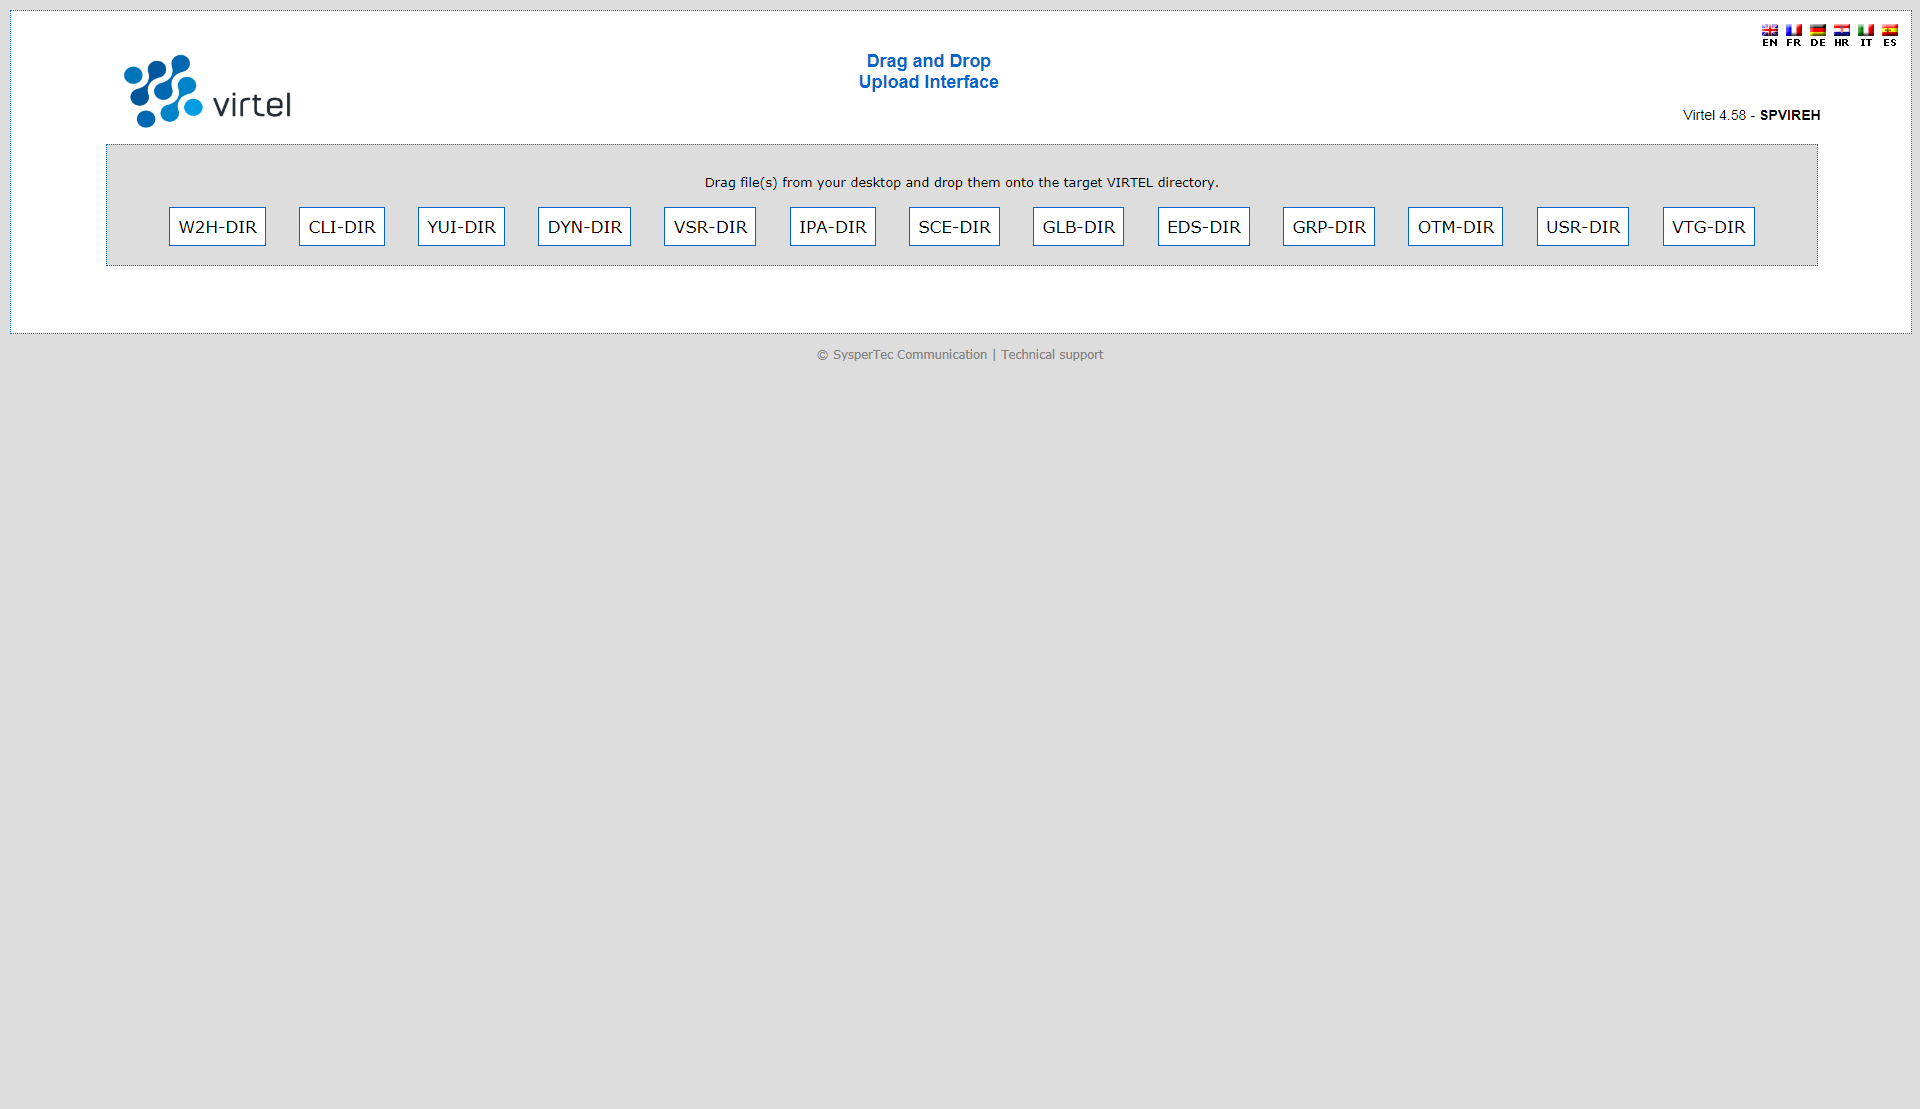 EN FR DE HR IT ES
Drag and Drop
Upload Interface
virtel
Virtel 4.58 - SPVIREH
Drag file(s) from your desktop and drop them onto the target VIRTEL directory.
W2H-DIR CLI-DIR YUI-DIR DYN-DIR VSR-DIR IPA-DIR SCE-DIR GLB-DIR EDS-DIR GRP-DIR OTM-DIR USR-DIR VTG-DIR
© SysperTec Communication | Technical support